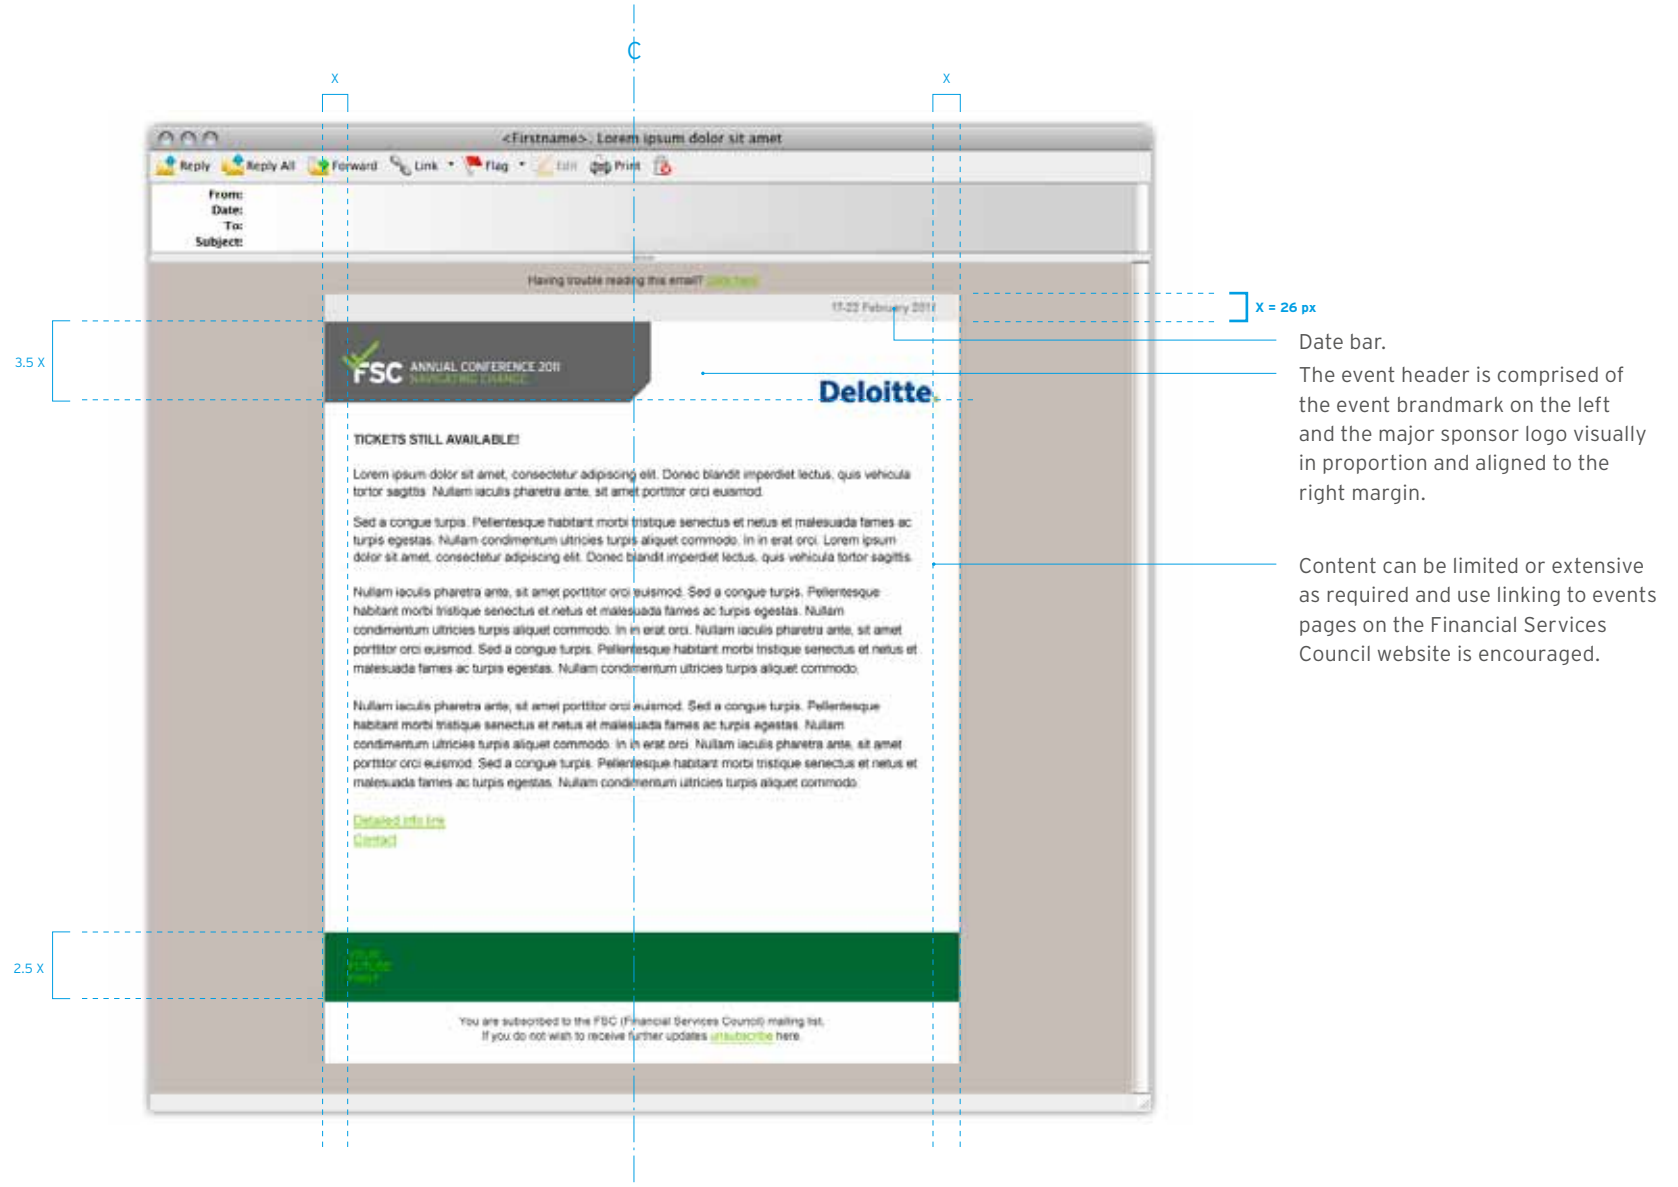 C
X
X
<Firstname>, Lorem ipsum dolor sit amet
Reply Reply All Forward Link Flag Edit Print
From:
Date:
To:
Subject:
Having trouble reading this email? click here
17-22 February 2011
X = 26 px
3.5 X
FSC ANNUAL CONFERENCE 2011
NAVIGATING CHANGE
Deloitte.
Date bar.
The event header is comprised of
the event brandmark on the left
and the major sponsor logo visually
in proportion and aligned to the
right margin.
TICKETS STILL AVAILABLE!
Lorem ipsum dolor sit amet, consectetur adipiscing elit. Donec blandit imperdiet lectus, quis vehicula
tortor sagittis. Nullam iaculis pharetra ante, sit amet porttitor orci euismod.
Sed a congue turpis. Pellentesque habitant morbi tristique senectus et netus et malesuada fames ac
turpis egestas. Nullam condimentum ultricies turpis aliquet commodo. In in erat orci. Lorem ipsum
dolor sit amet, consectetur adipiscing elit. Donec blandit imperdiet lectus, quis vehicula tortor sagittis.
Content can be limited or extensive
as required and use linking to events
pages on the Financial Services
Council website is encouraged.
Nullam iaculis pharetra ante, sit amet porttitor orci euismod. Sed a congue turpis. Pellentesque
habitant morbi tristique senectus et netus et malesuada fames ac turpis egestas. Nullam
condimentum ultricies turpis aliquet commodo. In in erat orci. Nullam iaculis pharetra ante, sit amet
porttitor orci euismod. Sed a congue turpis. Pellentesque habitant morbi tristique senectus et netus et
malesuada fames ac turpis egestas. Nullam condimentum ultricies turpis aliquet commodo.
Nullam iaculis pharetra ante, sit amet porttitor orci euismod. Sed a congue turpis. Pellentesque
habitant morbi tristique senectus et netus et malesuada fames ac turpis egestas. Nullam
condimentum ultricies turpis aliquet commodo. In in erat orci. Nullam iaculis pharetra ante, sit amet
porttitor orci euismod. Sed a congue turpis. Pellentesque habitant morbi tristique senectus et netus et
malesuada fames ac turpis egestas. Nullam condimentum ultricies turpis aliquet commodo.
Detailed info link
Contact
2.5 X
YOUR
FUTURE
FIRST
You are subscribed to the FSC (Financial Services Council) mailing list.
If you do not wish to receive further updates unsubscribe here.